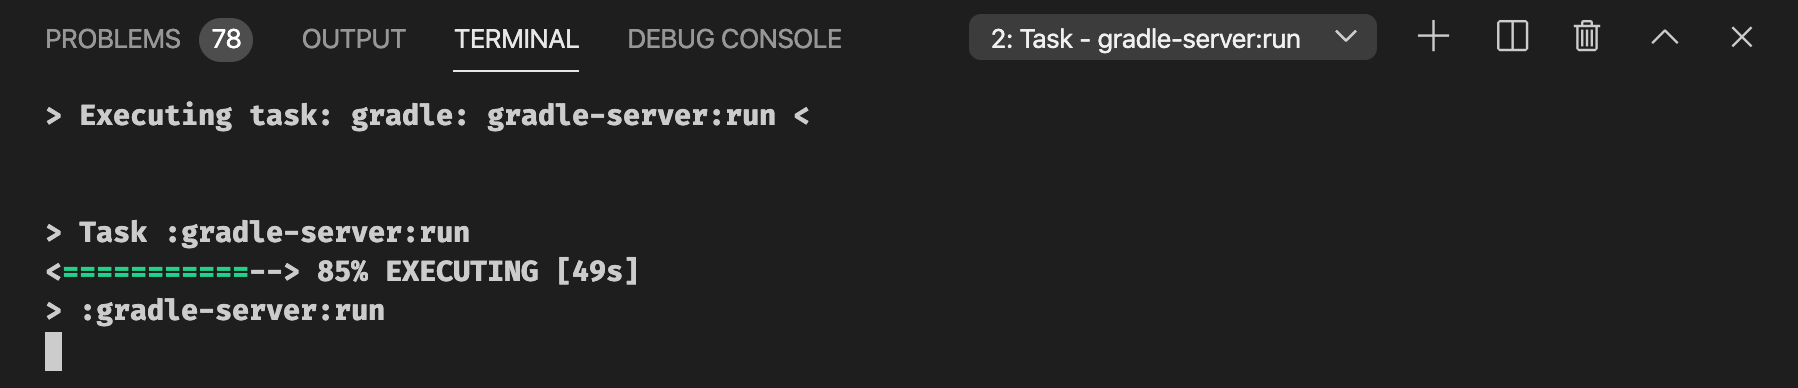 PROBLEMS 78 OUTPUT TERMINAL DEBUG CONSOLE 2: Task - gradle-server:run
> Executing task: gradle: gradle-server:run <
> Task :gradle-server:run
<===========--> 85% EXECUTING [49s]
> :gradle-server:run